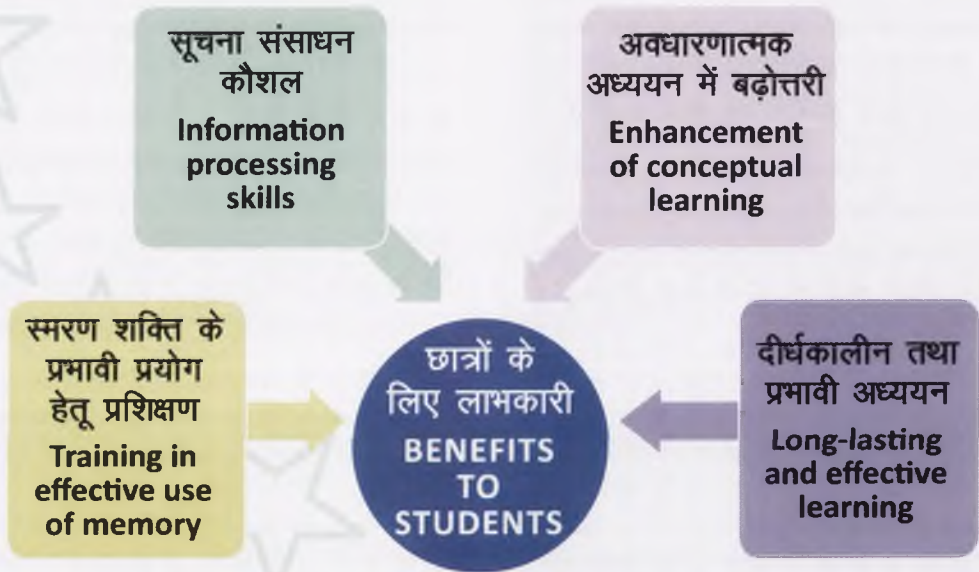 सूचना संसाधन
कौशल
Information
processing
skills
अवधारणात्मक
अध्ययन में बढ़ोत्तरी
Enhancement
of conceptual
learning
स्मरण शक्ति के
प्रभावी प्रयोग
हेतू प्रशिक्षण
Training in
effective use
of memory
छात्रों के
लिए लाभकारी
BENEFITS
TO
STUDENTS
दीर्घकालीन तथा
प्रभावी अध्ययन
Long-lasting
and effective
learning